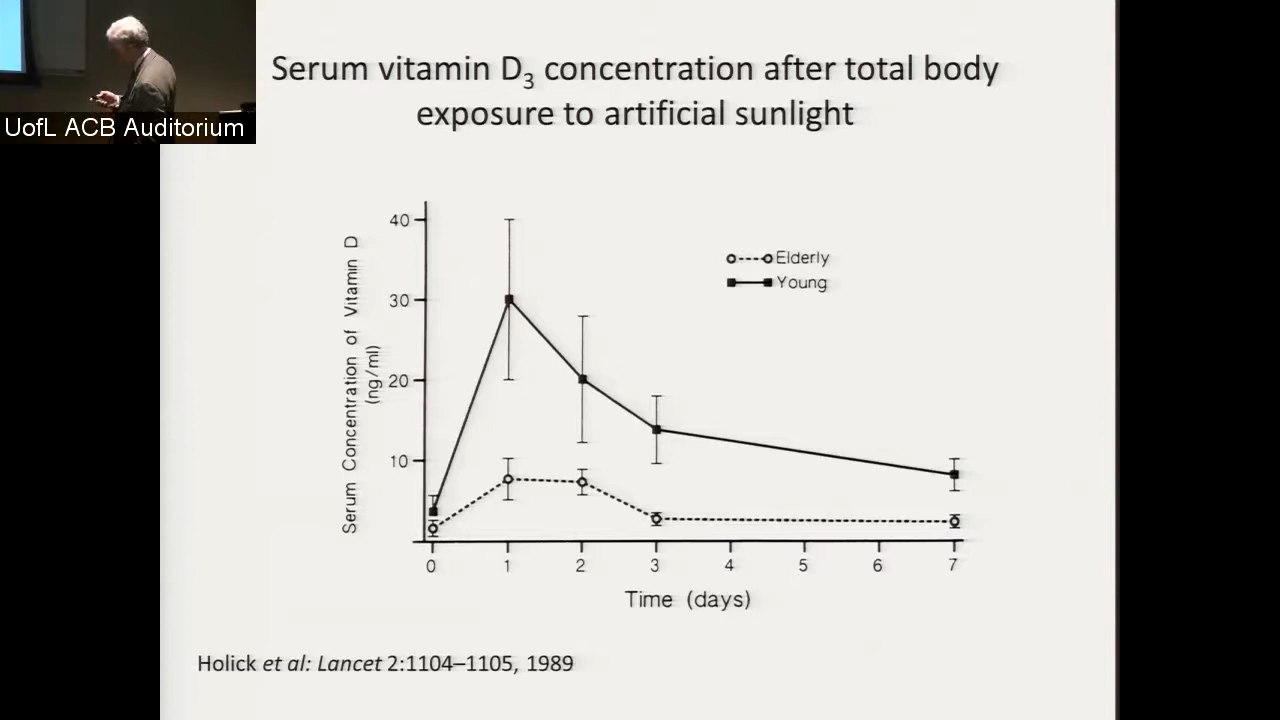 UofL ACB Auditorium
Serum vitamin D3 concentration after total body
exposure to artificial sunlight
Serum Concentration of Vitamin D
(ng/ml)
40
30
20
10
Elderly
Young
0 1 2 3 4 5 6 7
Time (days)
Holick et al: Lancet 2:1104–1105, 1989